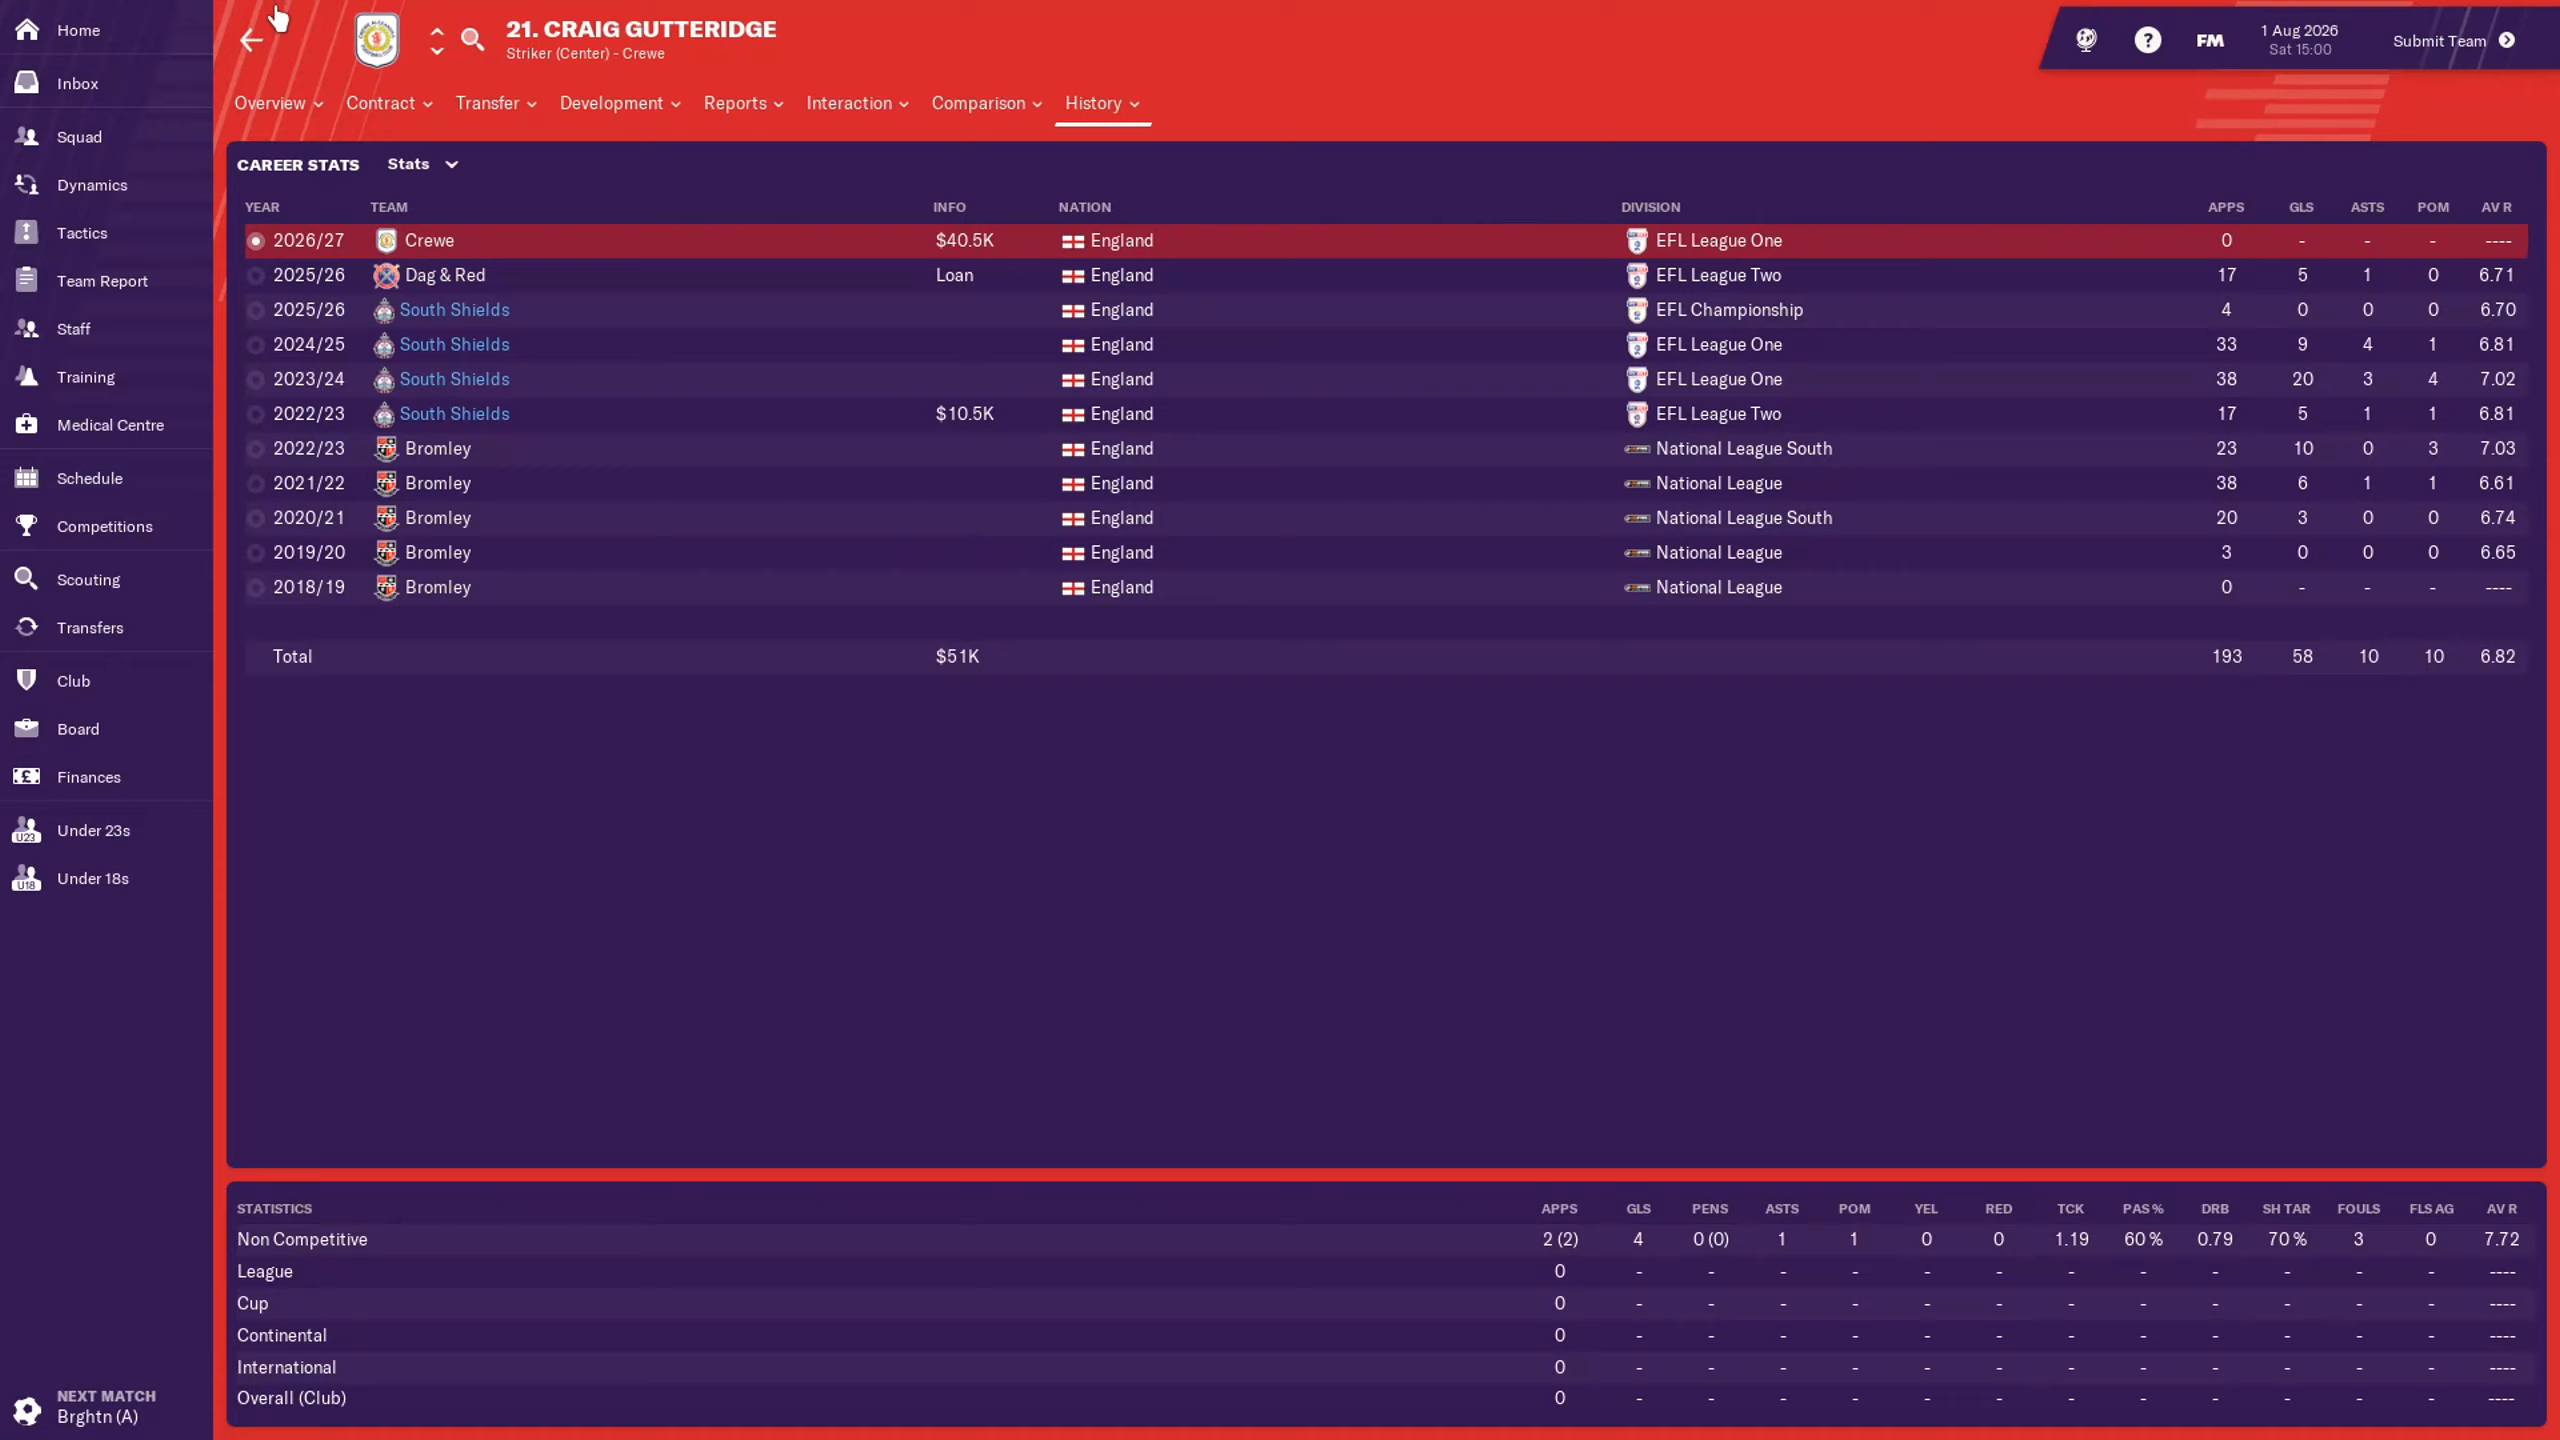 Home
Inbox
Squad
Dynamics
Tactics
Team Report
Staff
Training
Medical Centre
Schedule
Competitions
Scouting
Transfers
Club
Board
Finances
U23 Under 23s
U18 Under 18s
NEXT MATCH
Brghtn (A)
21. CRAIG GUTTERIDGE
Striker (Center) - Crewe
? FM 1 Aug 2026 Submit Team
Sat 15:00
Overview Contract Transfer Development Reports Interaction Comparison History
CAREER STATS Stats
YEAR TEAM INFO NATION DIVISION APPS GLS ASTS POM AV R
2026/27 Crewe $40.5K England EFL League One 0 - - - ----
2025/26 Dag & Red Loan England EFL League Two 17 5 1 0 6.71
2025/26 South Shields England EFL Championship 4 0 0 0 6.70
2024/25 South Shields England EFL League One 33 9 4 1 6.81
2023/24 South Shields England EFL League One 38 20 3 4 7.02
2022/23 South Shields $10.5K England EFL League Two 17 5 1 1 6.81
2022/23 Bromley England National League South 23 10 0 3 7.03
2021/22 Bromley England National League 38 6 1 1 6.61
2020/21 Bromley England National League South 20 3 0 0 6.74
2019/20 Bromley England National League 3 0 0 0 6.65
2018/19 Bromley England National League 0 - - - ----
Total $51K 193 58 10 10 6.82
STATISTICS APPS GLS PENS ASTS POM YEL RED TCK PAS % DRB SH TAR FOULS FLS AG AV R
Non Competitive 2 (2) 4 0 (0) 1 1 0 0 1.19 60 % 0.79 70 % 3 0 7.72
League 0 - - - - - - - - - - - - ----
Cup 0 - - - - - - - - - - - - ----
Continental 0 - - - - - - - - - - - - ----
International 0 - - - - - - - - - - - - ----
Overall (Club) 0 - - - - - - - - - - - - ----